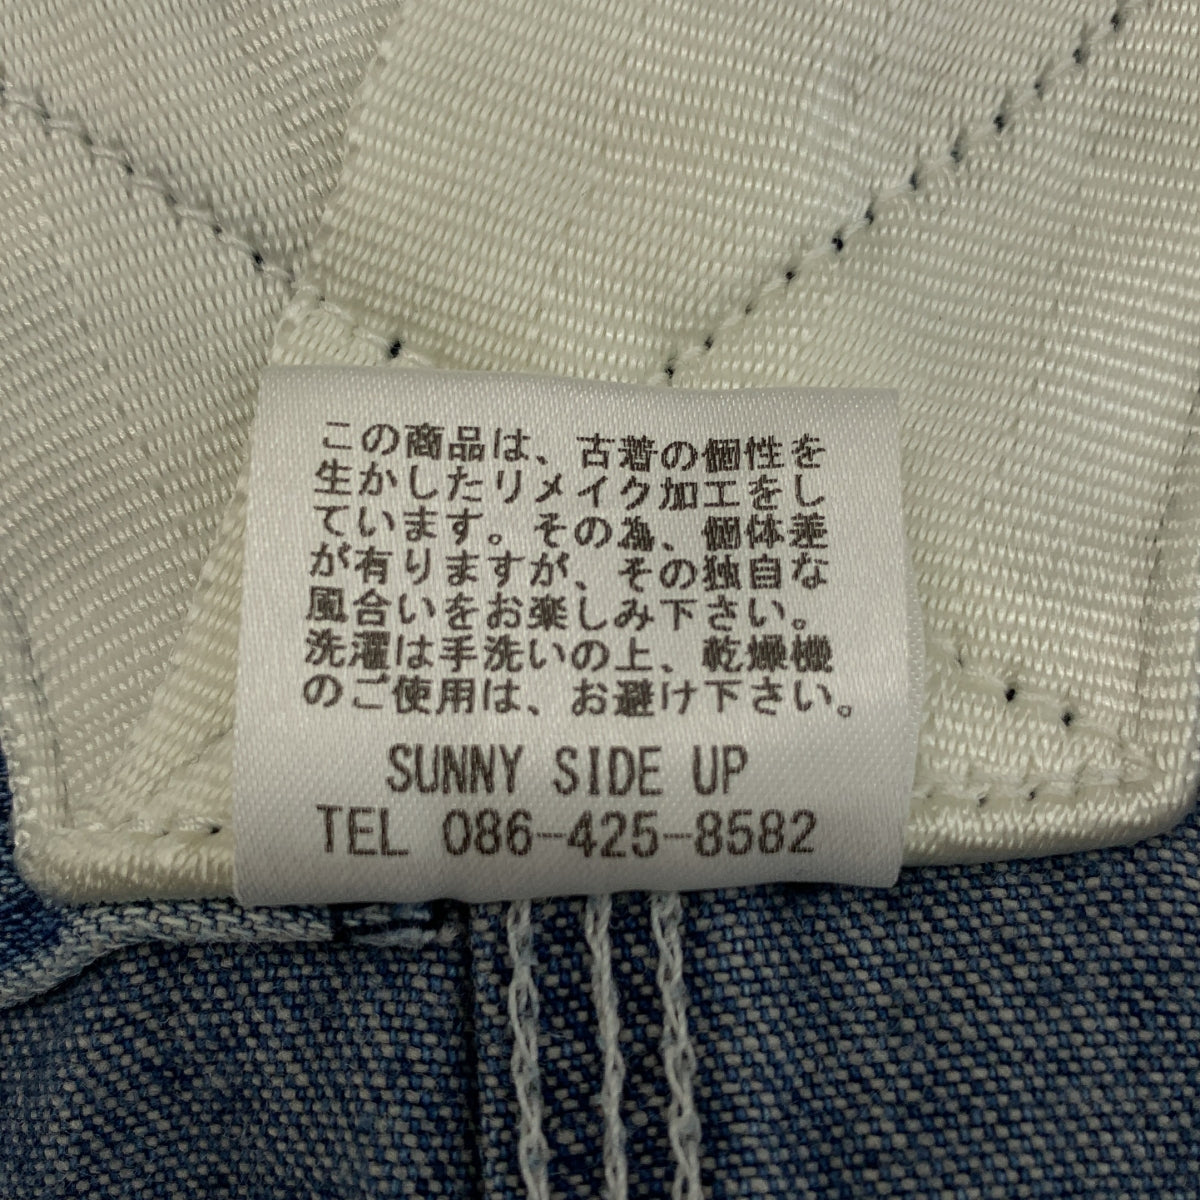 この商品は、古着の個性を
生かしたリメイク加工をし
ています。その為、個体差
が有りますが、その独自な
風合いをお楽しみ下さい。
洗濯は手洗いの上、乾燥機
のご使用は、お避け下さい。
SUNNY SIDE UP
TEL 086-425-8582